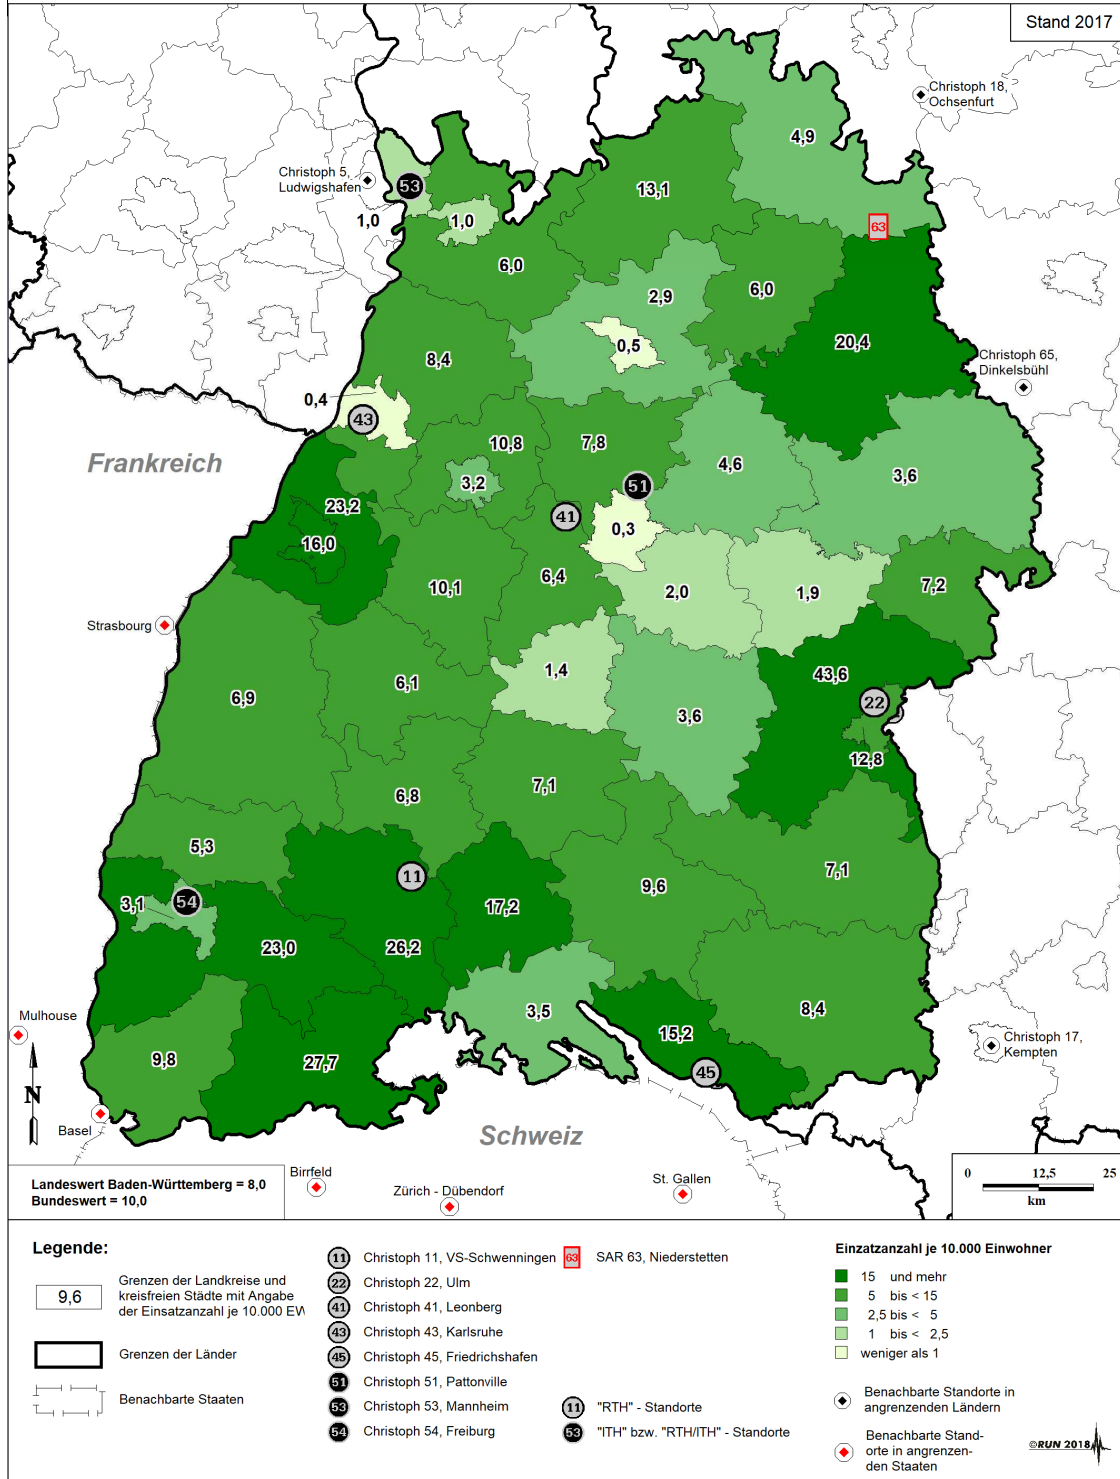 Stand 2017
Christoph 18,
Ochsenfurt
4,9
Christoph 5,
Ludwigshafen
53
13,1
1,0
1,0
63
6,0
6,0
2,9
20,4
0,5
8,4
Christoph 65,
Dinkelsbühl
0,4
43
Frankreich
10,8
7,8
4,6
3,6
3,2
51
23,2
41
0,3
16,0
6,4
10,1
2,0
1,9
7,2
Strasbourg
1,4
43,6
6,9
6,1
22
3,6
12,8
7,1
6,8
5,3
7,1
11
9,6
3,1
54
17,2
23,0
26,2
3,5
8,4
Mulhouse
15,2
Christoph 17,
Kempten
9,8
27,7
45
N
Basel
Schweiz
Birrfeld
St. Gallen
Zürich - Dübendorf
0 12,5 25
km
Landeswert Baden-Württemberg = 8,0
Bundeswert = 10,0
Legende:
9,6
Grenzen der Landkreise und
kreisfreien Städte mit Angabe
der Einsatzanzahl je 10.000 EW
Grenzen der Länder
Benachbarte Staaten
11 Christoph 11, VS-Schwenningen
22 Christoph 22, Ulm
41 Christoph 41, Leonberg
43 Christoph 43, Karlsruhe
45 Christoph 45, Friedrichshafen
51 Christoph 51, Pattonville
53 Christoph 53, Mannheim
54 Christoph 54, Freiburg
63 SAR 63, Niederstetten
11 "RTH" - Standorte
53 "ITH" bzw. "RTH/ITH" - Standorte
Einzatzanzahl je 10.000 Einwohner
15 und mehr
5 bis < 15
2,5 bis < 5
1 bis < 2,5
weniger als 1
Benachbarte Standorte in
angrenzenden Ländern
Benachbarte Stand-
orte in angrenzen-
den Staaten
©RUN 2018